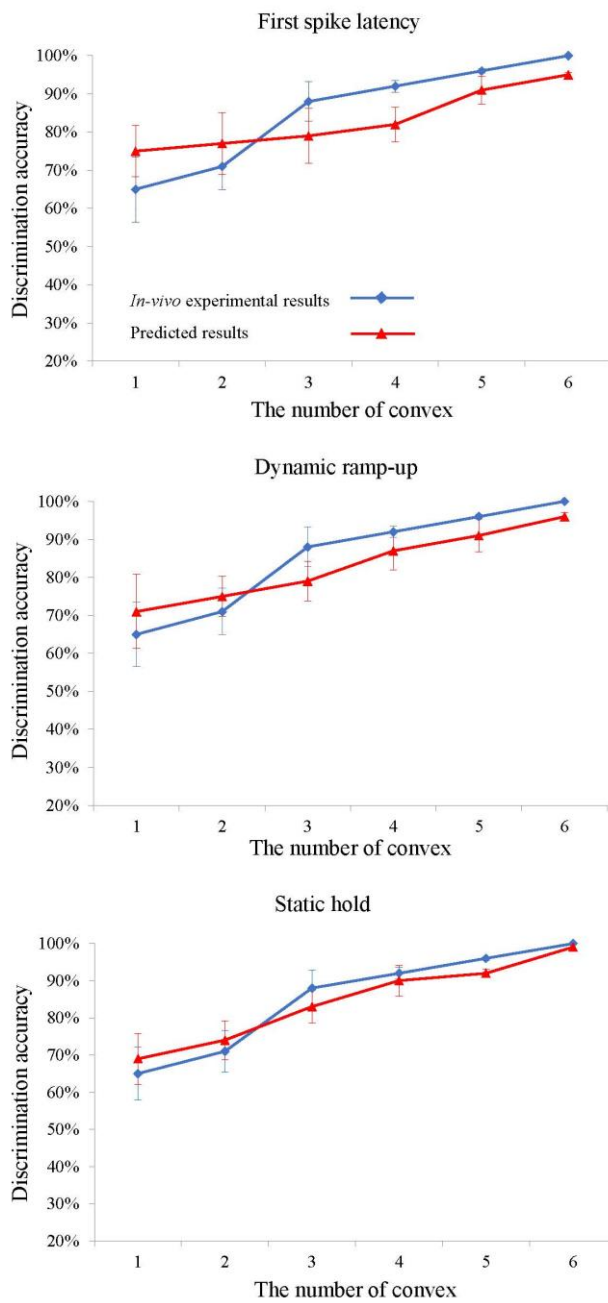 First spike latency
Discrimination accuracy
100%
90%
80%
70%
60%
50%
40%
30%
20%
In-vivo experimental results
Predicted results
1 2 3 4 5 6
The number of convex
Dynamic ramp-up
Discrimination accuracy
100%
90%
80%
70%
60%
50%
40%
30%
20%
1 2 3 4 5 6
The number of convex
Static hold
Discrimination accuracy
100%
90%
80%
70%
60%
50%
40%
30%
20%
1 2 3 4 5 6
The number of convex